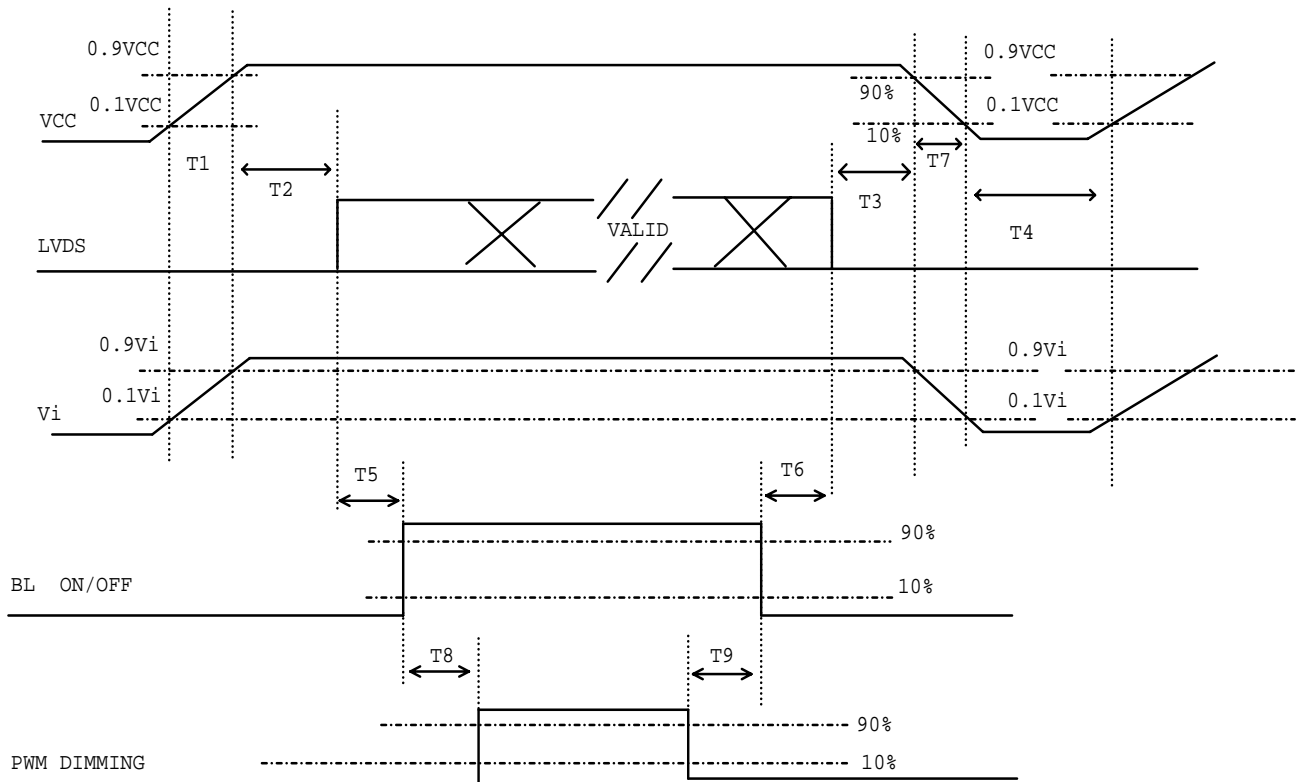 0.9VCC
0.9VCC
90%
0.1VCC
0.1VCC
VCC
10%
T1
T7
T2
T3
VALID
T4
LVDS
0.9Vi
0.9Vi
0.1Vi
0.1Vi
Vi
T5
T6
90%
BL ON/OFF
10%
T8
T9
90%
PWM DIMMING
10%